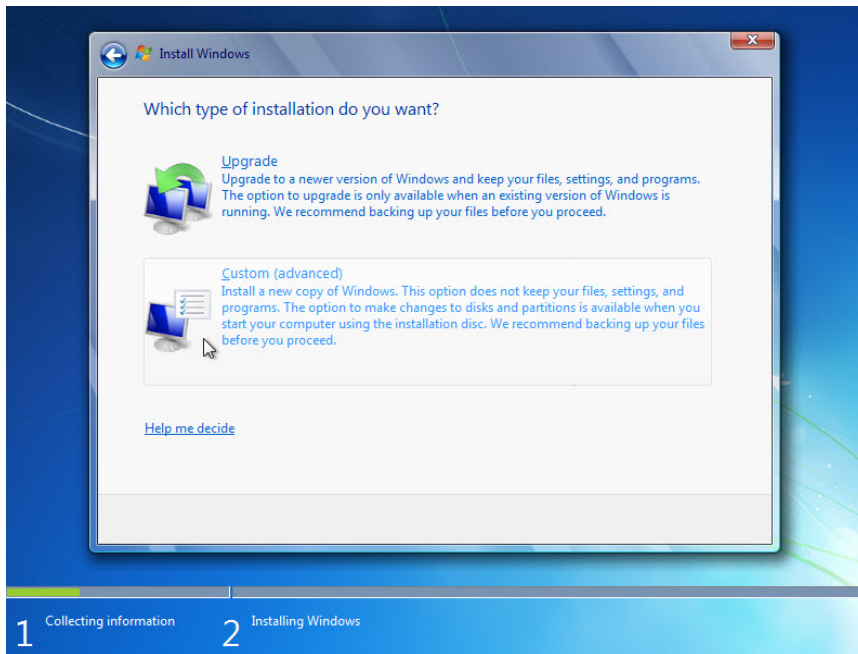 Install Windows
Which type of installation do you want?
Upgrade
Upgrade to a newer version of Windows and keep your files, settings, and programs.
The option to upgrade is only available when an existing version of Windows is
running. We recommend backing up your files before you proceed.
Custom (advanced)
Install a new copy of Windows. This option does not keep your files, settings, and
programs. The option to make changes to disks and partitions is available when you
start your computer using the installation disc. We recommend backing up your files
before you proceed.
Help me decide
1 Collecting information 2 Installing Windows